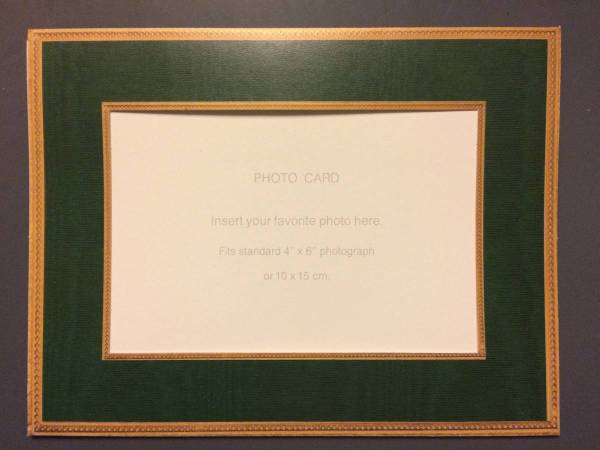 PHOTO CARD
Insert your favorite photo here.
Fits standard 4" x 6" photograph
or 10 x 15 cm.